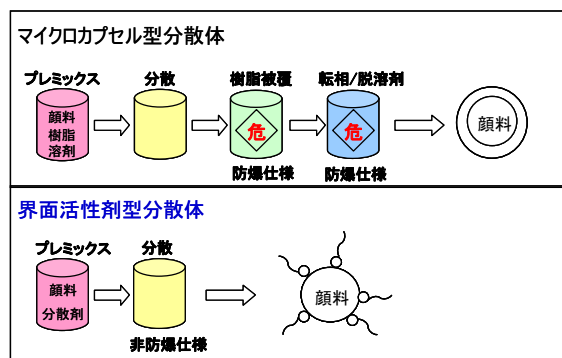 マイクロカプセル型分散体
プレミックス
分散
樹脂被覆
転相/脱溶剤
顔料
樹脂
溶剤
危
危
顔料
防爆仕様
防爆仕様
界面活性剤型分散体
プレミックス
分散
顔料
分散剤
顔料
非防爆仕様